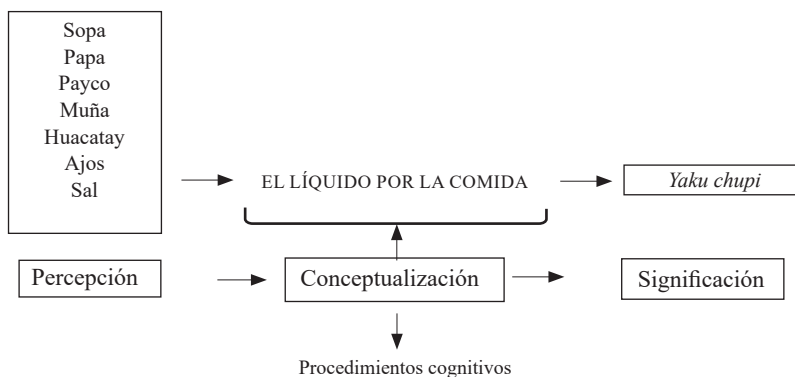 Sopa
Papa
Payco
Muña
Huacatay
Ajos
Sal
EL LÍQUIDO POR LA COMIDA
Yaku chupi
Percepción
Conceptualización
Significación
Procedimientos cognitivos